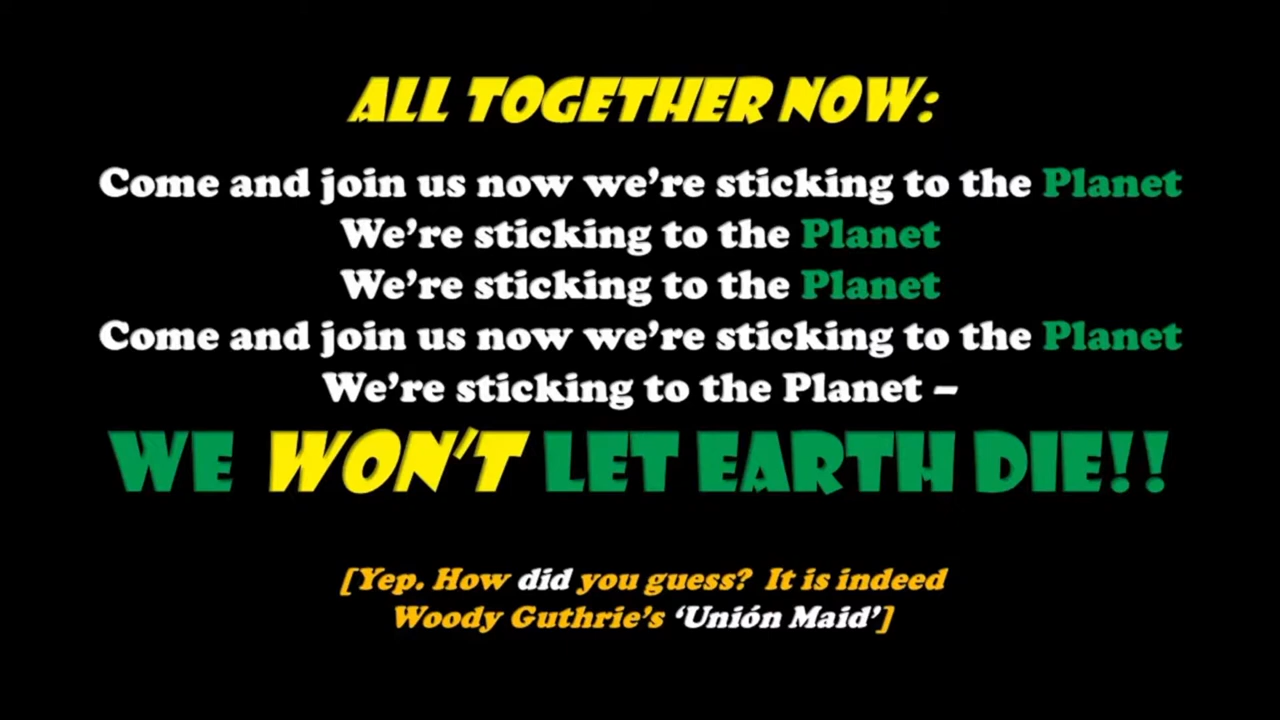 ALL TOGETHER NOW:
Come and join us now we're sticking to the Planet
We're sticking to the Planet
We're sticking to the Planet
Come and join us now we're sticking to the Planet
We're sticking to the Planet –
WE WON'T LET EARTH DIE!!
[Yep. How did you guess? It is indeed
Woody Guthrie's ‘Unión Maid’]